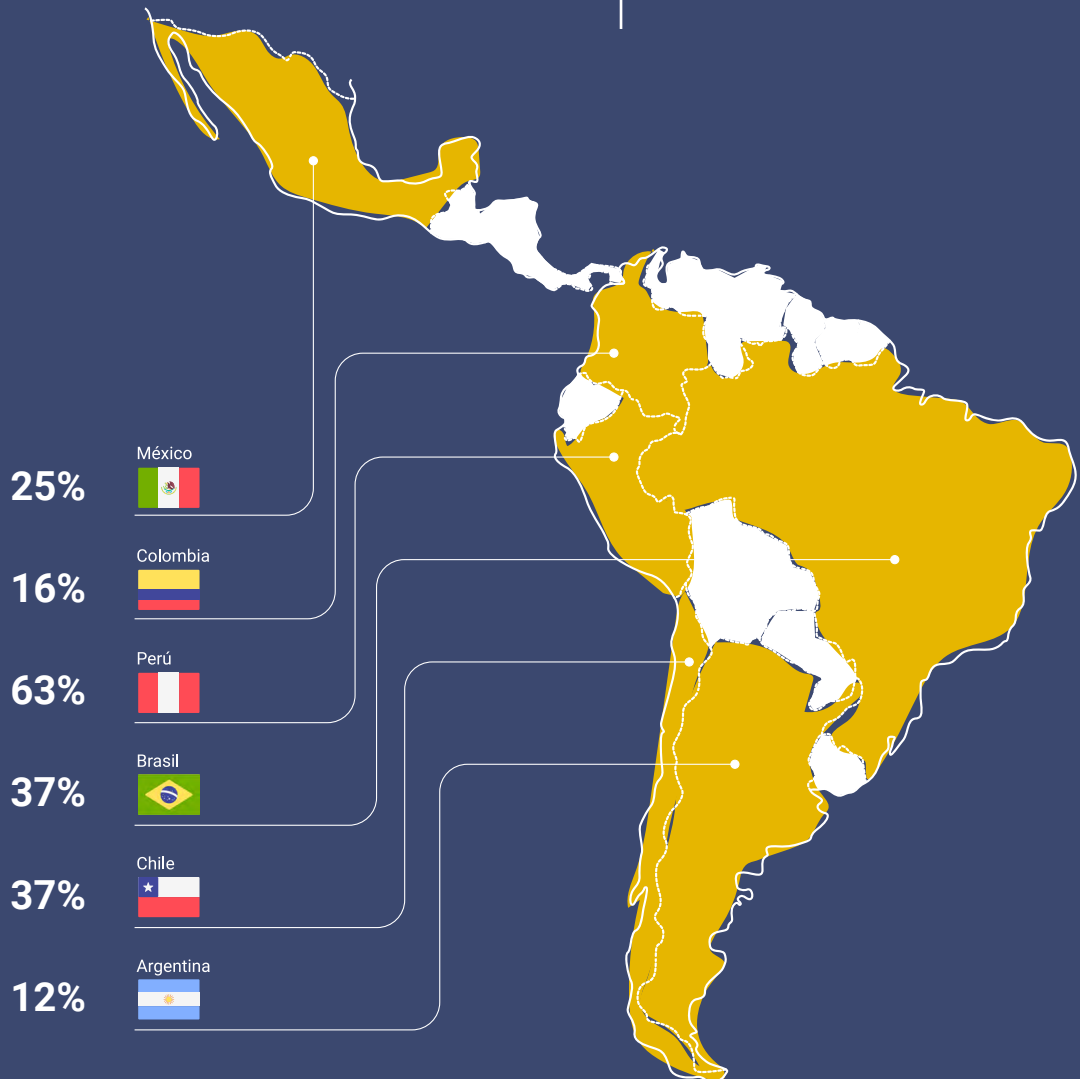 México
25%
Colombia
16%
Perú
63%
Brasil
37%
Chile
37%
Argentina
12%